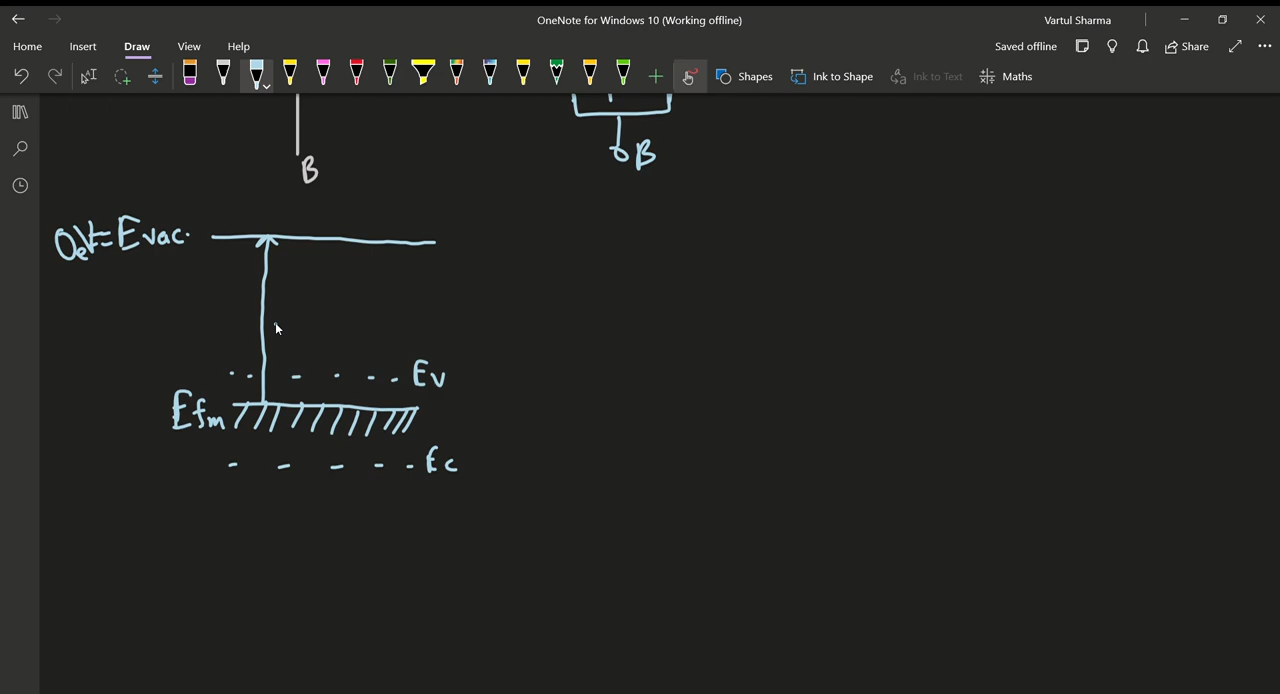 OneNote for Windows 10 (Working offline)
Vartul Sharma
Home Insert Draw View Help
Saved offline
Share
Shapes
Ink to Shape
Ink to Text
Maths
B
B
0eV=Evac.
Ev
Efm
Ec